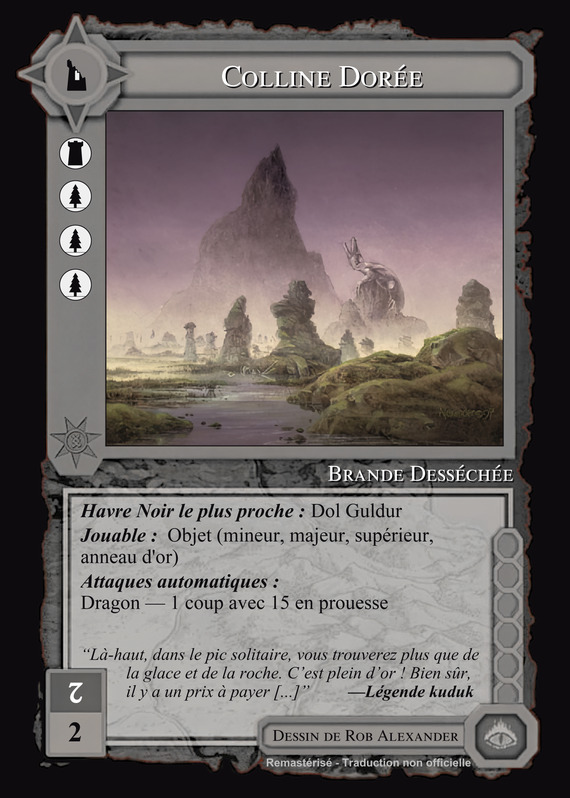 Colline Dorée
Brande Desséchée
Havre Noir le plus proche : Dol Guldur
Jouable : Objet (mineur, majeur, supérieur,
anneau d'or)
Attaques automatiques :
Dragon — 1 coup avec 15 en prouesse
“Là-haut, dans le pic solitaire, vous trouverez plus que de
la glace et de la roche. C’est plein d’or ! Bien sûr,
il y a un prix à payer [...]” —Légende kuduk
2
2
Dessin de Rob Alexander
Remastérisé - Traduction non officielle